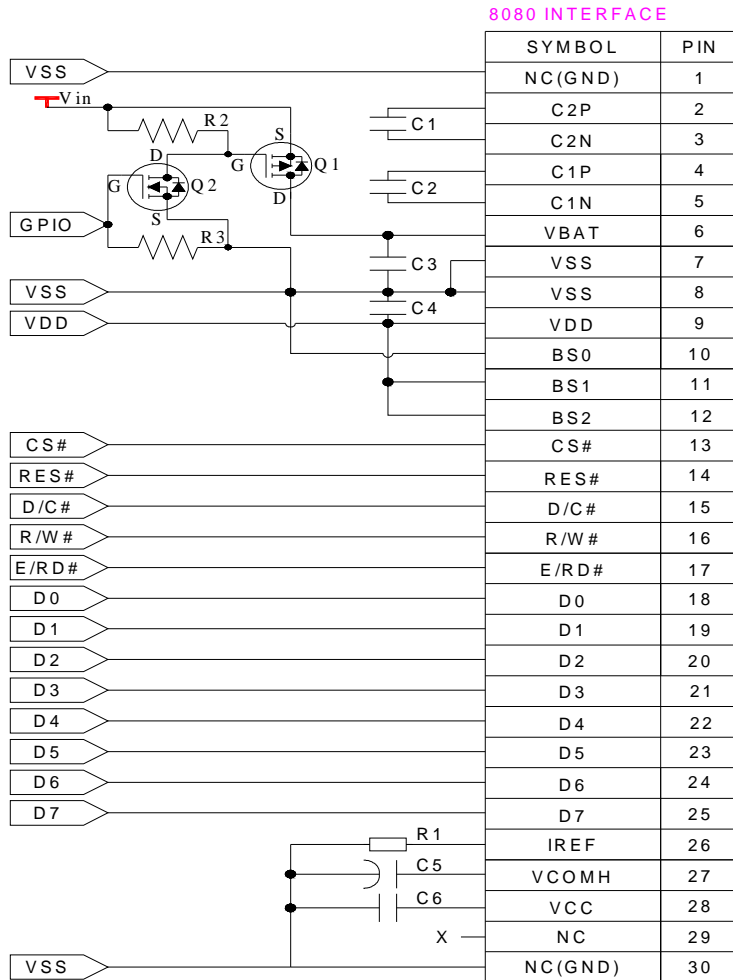 8080 INTERFACE
SYMBOL PIN
VSS NC(GND) 1
Vin C2P 2
R2 C1
S C2N 3
D G Q1 C1P 4
G Q2 C2
D C1N 5
S
GPIO R3 VBAT 6
C3 VSS 7
VSS VSS 8
C4
VDD VDD 9
BS0 10
BS1 11
BS2 12
CS# CS# 13
RES# RES# 14
D/C# D/C# 15
R/W# R/W# 16
E/RD# E/RD# 17
D0 D0 18
D1 D1 19
D2 D2 20
D3 D3 21
D4 D4 22
D5 D5 23
D6 D6 24
D7 D7 25
R1 IREF 26
C5 VCOMH 27
C6 VCC 28
X NC 29
VSS NC(GND) 30